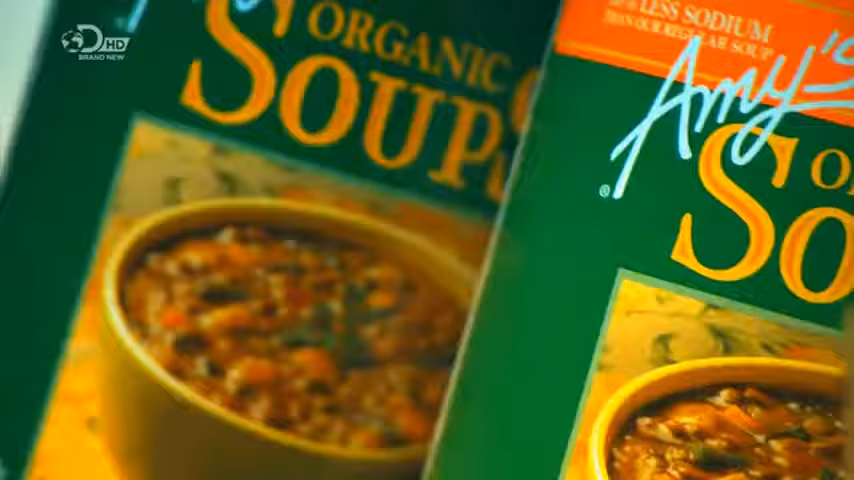 HD
BRAND NEW
ORGANIC
SOUPS
LESS SODIUM
THAN OUR REGULAR SOUP
Amy's
®
SO